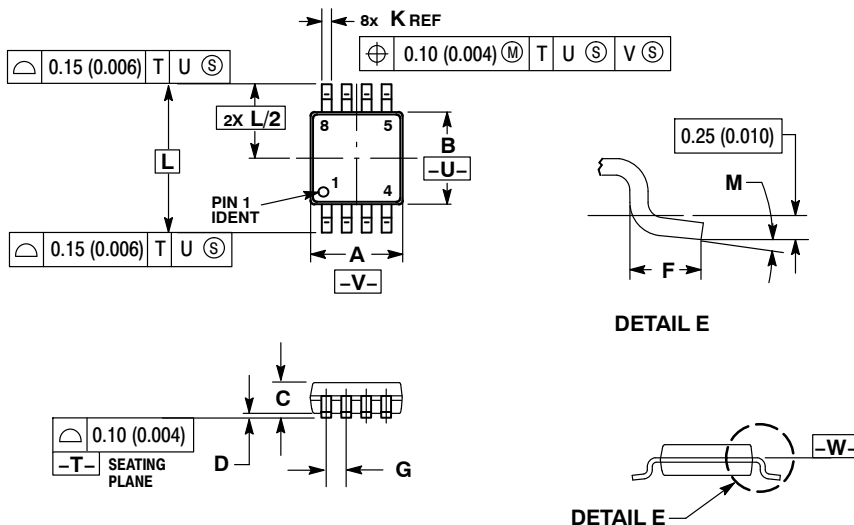 8x K REF
⌖ 0.10 (0.004) Ⓜ T U Ⓢ V Ⓢ
⌓ 0.15 (0.006) T U Ⓢ
2X L/2
8 5
B
–U–
L
PIN 1
IDENT
1
4
⌓ 0.15 (0.006) T U Ⓢ
A
–V–
0.25 (0.010)
M
F
DETAIL E
C
⌓ 0.10 (0.004)
–T– SEATING
PLANE
D
G
–W–
DETAIL E